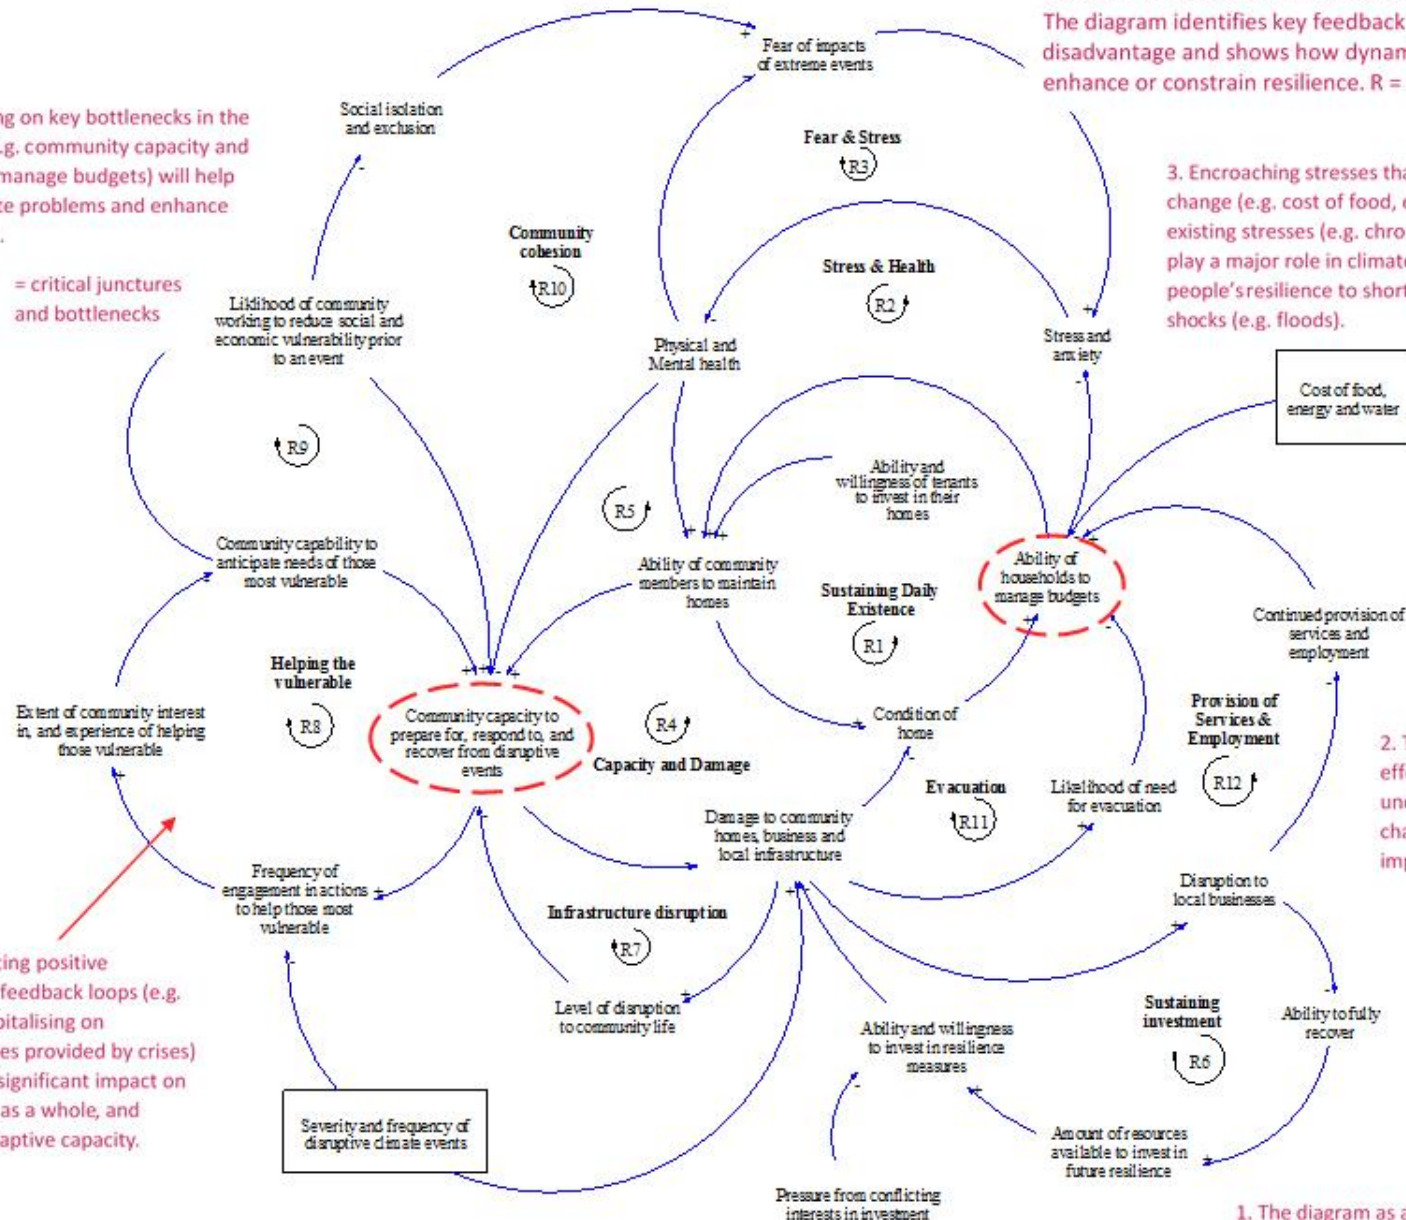 The diagram identifies key feedback
disadvantage and shows how dynam
enhance or constrain resilience. R =
Fear of impacts
of extreme events
Social isolation
and exclusion
ng on key bottlenecks in the
.g. community capacity and
manage budgets) will help
te problems and enhance
.
= critical junctures
and bottlenecks
Fear & Stress
R3
3. Encroaching stresses tha
change (e.g. cost of food, e
existing stresses (e.g. chro
play a major role in climate
people's resilience to short
shocks (e.g. floods).
Community
cohesion
R10
Stress & Health
R2
Liklihood of community
working to reduce social and
economic vulnerability prior
to an event
Physical and
Mental health
Stress and
anxiety
Cost of food,
energy and water
R9
Ability and
willingness of tenants
to invest in their
homes
R5
Community capability to
anticipate needs of those
most vulnerable
Ability of community
members to maintain
homes
Ability of
households to
manage budgets
Sustaining Daily
Existence
R1
Continued provision of
services and
employment
Helping the
vulnerable
R8
Extent of community interest
in, and experience of helping
those vulnerable
Community capacity to
prepare for, respond to, and
recover from disruptive
events
R4
Capacity and Damage
Condition of
home
Provision of
Services &
Employment
R12
2. T
effe
und
cha
imp
Evacuation
R11
Likelihood of need
for evacuation
Damage to community
homes, business and
local infrastructure
Frequency of
engagement in actions
to help those most
vulnerable
Disruption to
local businesses
Infrastructure disruption
R7
ting positive
feedback loops (e.g.
pitalising on
es provided by crises)
significant impact on
as a whole, and
aptive capacity.
Level of disruption
to community life
Ability and willingness
to invest in resilience
measures
Sustaining
investment
R6
Ability to fully
recover
Severity and frequency of
disruptive climate events
Amount of resources
available to invest in
future resilience
Pressure from conflicting
interests in investment
1. The diagram as a